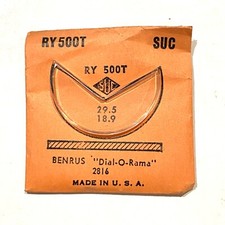 RY500T SUC
RY 500T
SUC
29.5
18.9
BENRUS "Dial-O-Rama"
2816
MADE IN U. S. A.